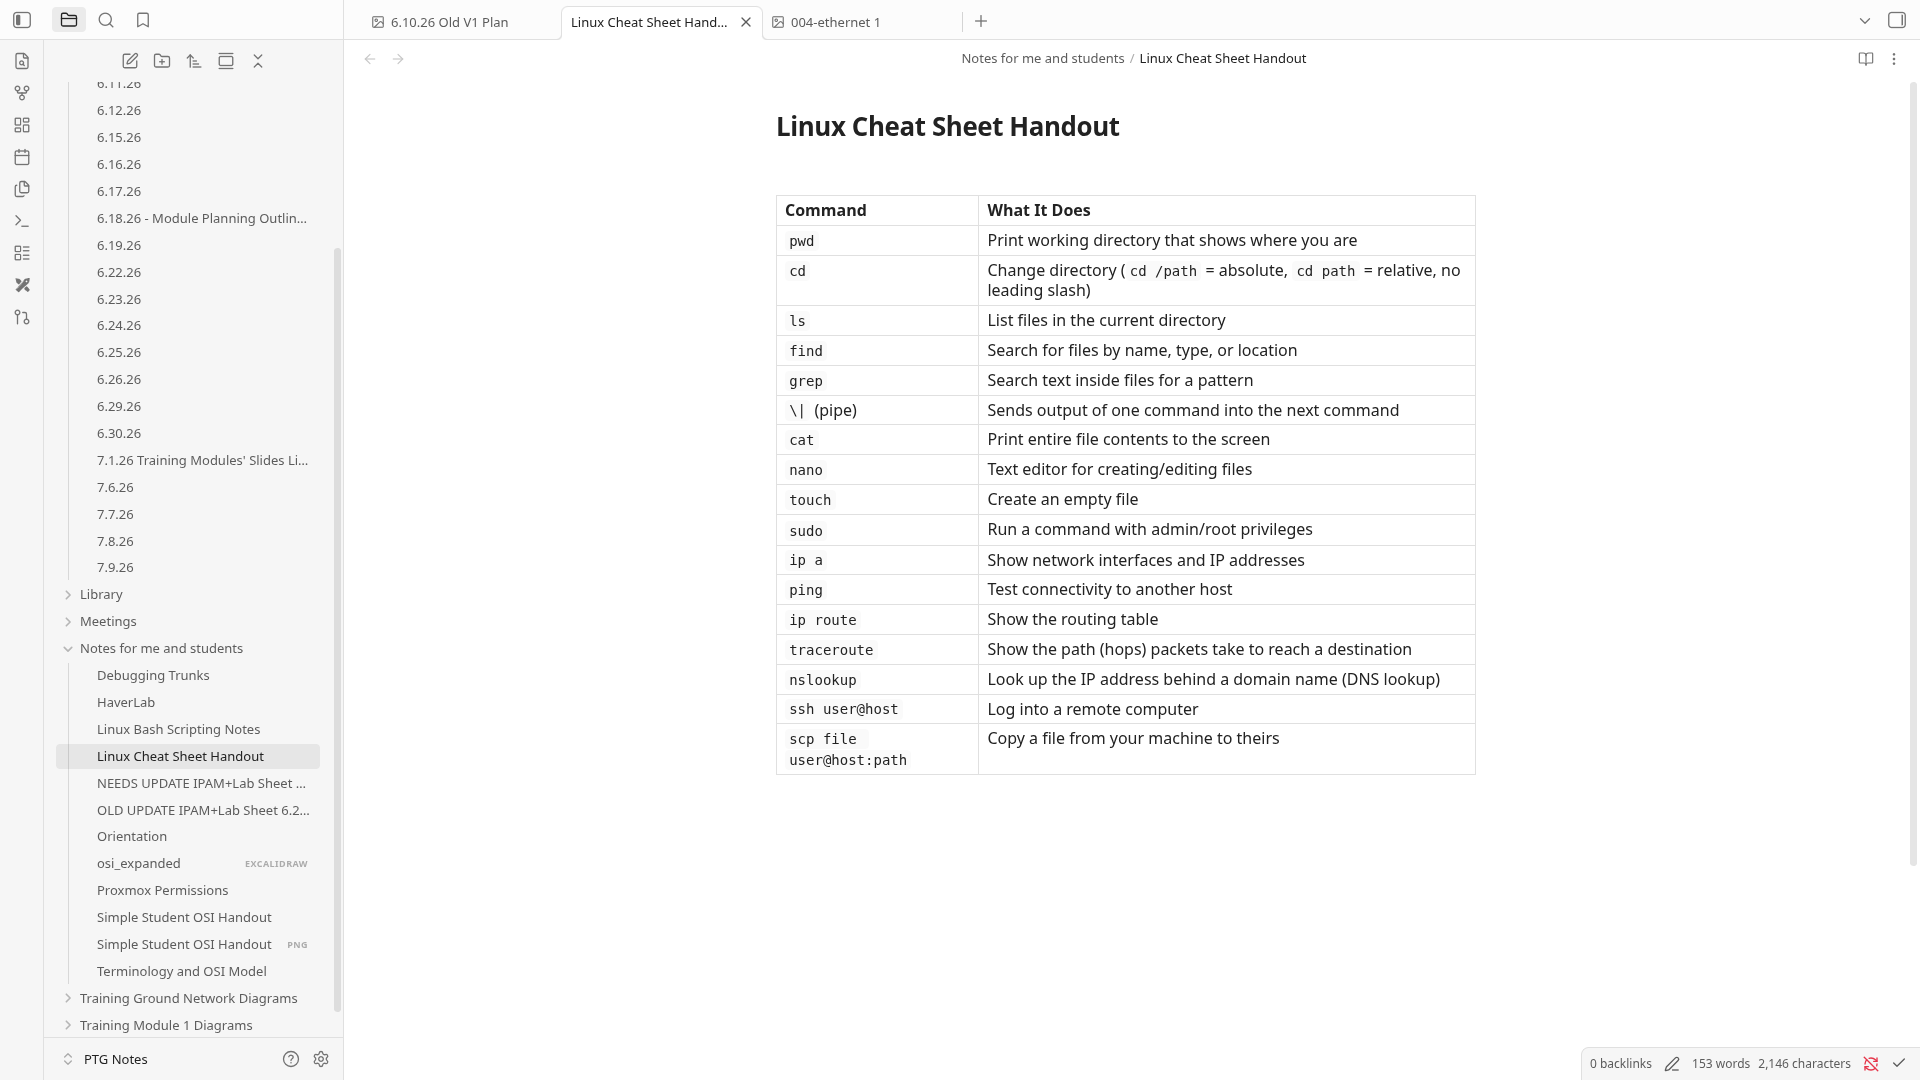 6.10.26 Old V1 Plan
Linux Cheat Sheet Hand...
004-ethernet 1
Notes for me and students / Linux Cheat Sheet Handout
6.11.26
6.12.26
6.15.26
6.16.26
6.17.26
6.18.26 - Module Planning Outlin...
6.19.26
6.22.26
6.23.26
6.24.26
6.25.26
6.26.26
6.29.26
6.30.26
7.1.26 Training Modules' Slides Li...
7.6.26
7.7.26
7.8.26
7.9.26
Library
Meetings
Notes for me and students
Debugging Trunks
HaverLab
Linux Bash Scripting Notes
Linux Cheat Sheet Handout
NEEDS UPDATE IPAM+Lab Sheet ...
OLD UPDATE IPAM+Lab Sheet 6.2...
Orientation
osi_expanded EXCALIDRAW
Proxmox Permissions
Simple Student OSI Handout
Simple Student OSI Handout PNG
Terminology and OSI Model
Training Ground Network Diagrams
Training Module 1 Diagrams
PTG Notes
Linux Cheat Sheet Handout
Command What It Does
pwd Print working directory that shows where you are
cd Change directory ( cd /path = absolute, cd path = relative, no
leading slash)
ls List files in the current directory
find Search for files by name, type, or location
grep Search text inside files for a pattern
\| (pipe) Sends output of one command into the next command
cat Print entire file contents to the screen
nano Text editor for creating/editing files
touch Create an empty file
sudo Run a command with admin/root privileges
ip a Show network interfaces and IP addresses
ping Test connectivity to another host
ip route Show the routing table
traceroute Show the path (hops) packets take to reach a destination
nslookup Look up the IP address behind a domain name (DNS lookup)
ssh user@host Log into a remote computer
scp file Copy a file from your machine to theirs
user@host:path
0 backlinks 153 words 2,146 characters